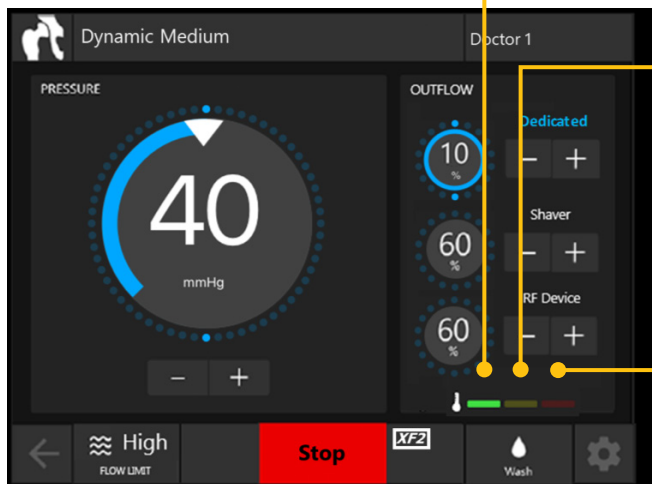 Dynamic Medium
Doctor 1
PRESSURE
40
mmHg
− +
OUTFLOW
Dedicated
10
%
− +
Shaver
60
%
− +
RF Device
60
%
− +
High
FLOW LIMIT
Stop
XF2
Wash